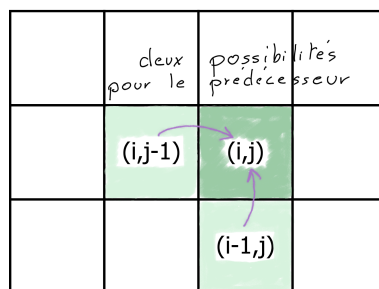 deux possibilités
pour le prédécesseur
(i,j-1) (i,j)
(i-1,j)